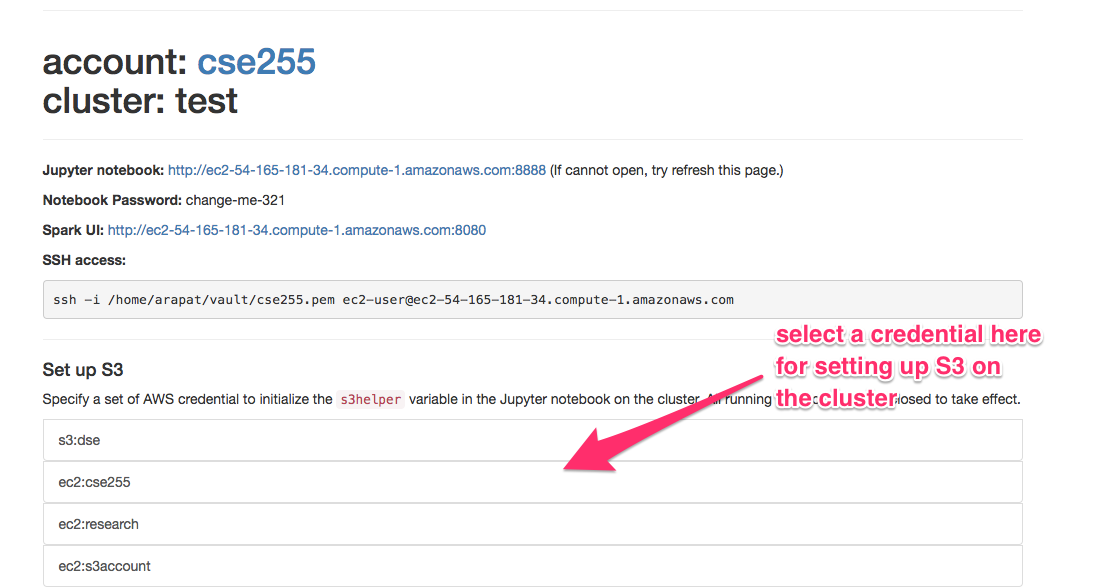 account: cse255
cluster: test
Jupyter notebook: http://ec2-54-165-181-34.compute-1.amazonaws.com:8888 (If cannot open, try refresh this page.)
Notebook Password: change-me-321
Spark UI: http://ec2-54-165-181-34.compute-1.amazonaws.com:8080
SSH access:
ssh -i /home/arapat/vault/cse255.pem ec2-user@ec2-54-165-181-34.compute-1.amazonaws.com
select a credential here
for setting up S3 on
the cluster
Set up S3
Specify a set of AWS credential to initialize the s3helper variable in the Jupyter notebook on the cluster. All running closed to take effect.
s3:dse
ec2:cse255
ec2:research
ec2:s3account